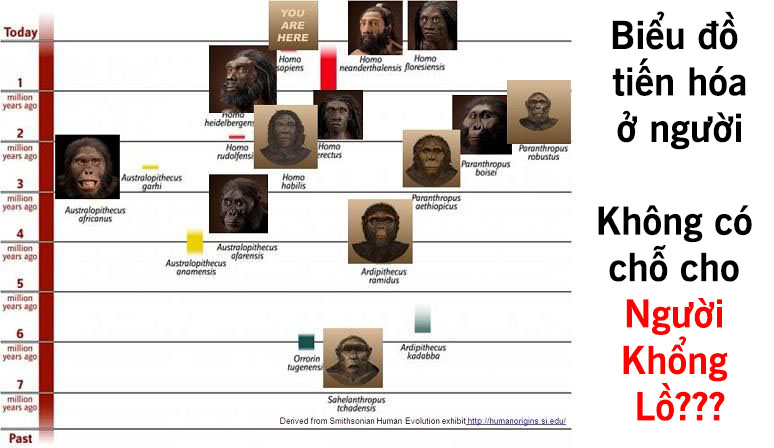 Today
1
million
years ago
2
million
years ago
3
million
years ago
4
million
years ago
5
million
years ago
6
million
years ago
7
million
years ago
Past
YOU
ARE
HERE
Homo
sapiens
Homo
neanderthalensis
Homo
floresiensis
Homo
heidelbergens
Homo
rudolfensi
Homo
habilis
Homo
erectus
Paranthropus
boisei
Paranthropus
robustus
Australopithecus
garhi
Australopithecus
africanus
Paranthropus
aethiopicus
Australopithecus
afarensis
Australopithecus
anamensis
Ardipithecus
ramidus
Ardipithecus
kadabba
Orrorin
tugenensi
Sahelanthropus
tchadensis
Derived from Smithsonian Human Evolution exhibit http://humanorigins.si.edu/
Biểu đồ
tiến hóa
ở người
Không có
chỗ cho
Người
Khổng
Lồ???